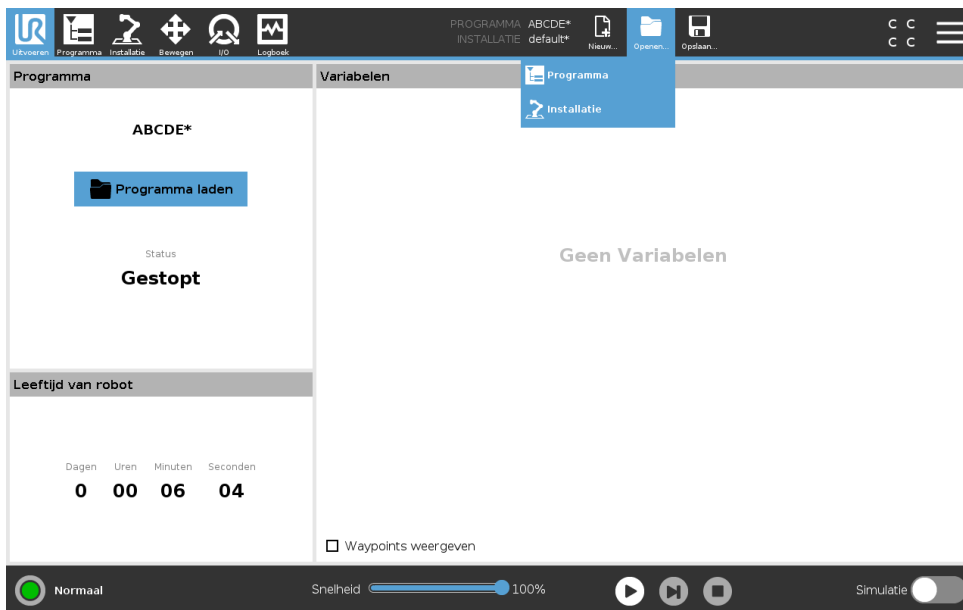 PROGRAMMA ABCDE*
INSTALLATIE default*
Uitvoeren Programma Installatie Bewegen I/O Logboek Nieuw... Openen... Opslaan...
C C
C C
Programma
Installatie
Programma
ABCDE*
Programma laden
Status
Gestopt
Variabelen
Geen Variabelen
Waypoints weergeven
Leeftijd van robot
Dagen Uren Minuten Seconden
0 00 06 04
Normaal Snelheid 100% Simulatie